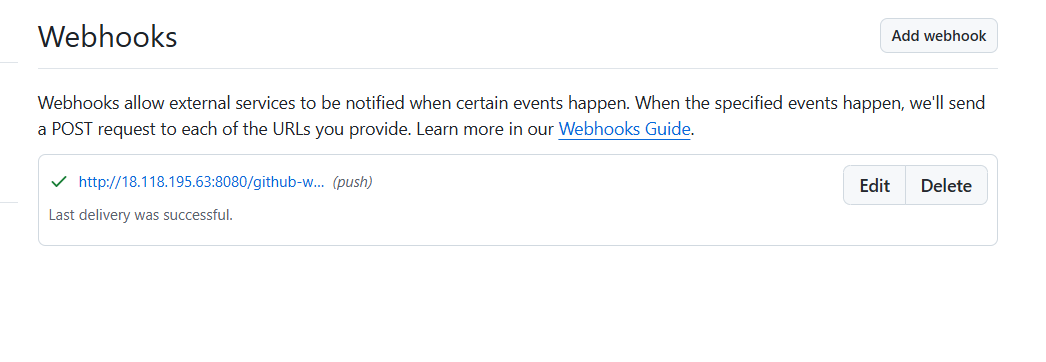 Webhooks
Add webhook
Webhooks allow external services to be notified when certain events happen. When the specified events happen, we'll send
a POST request to each of the URLs you provide. Learn more in our Webhooks Guide.
http://18.118.195.63:8080/github-w... (push)
Edit
Delete
Last delivery was successful.